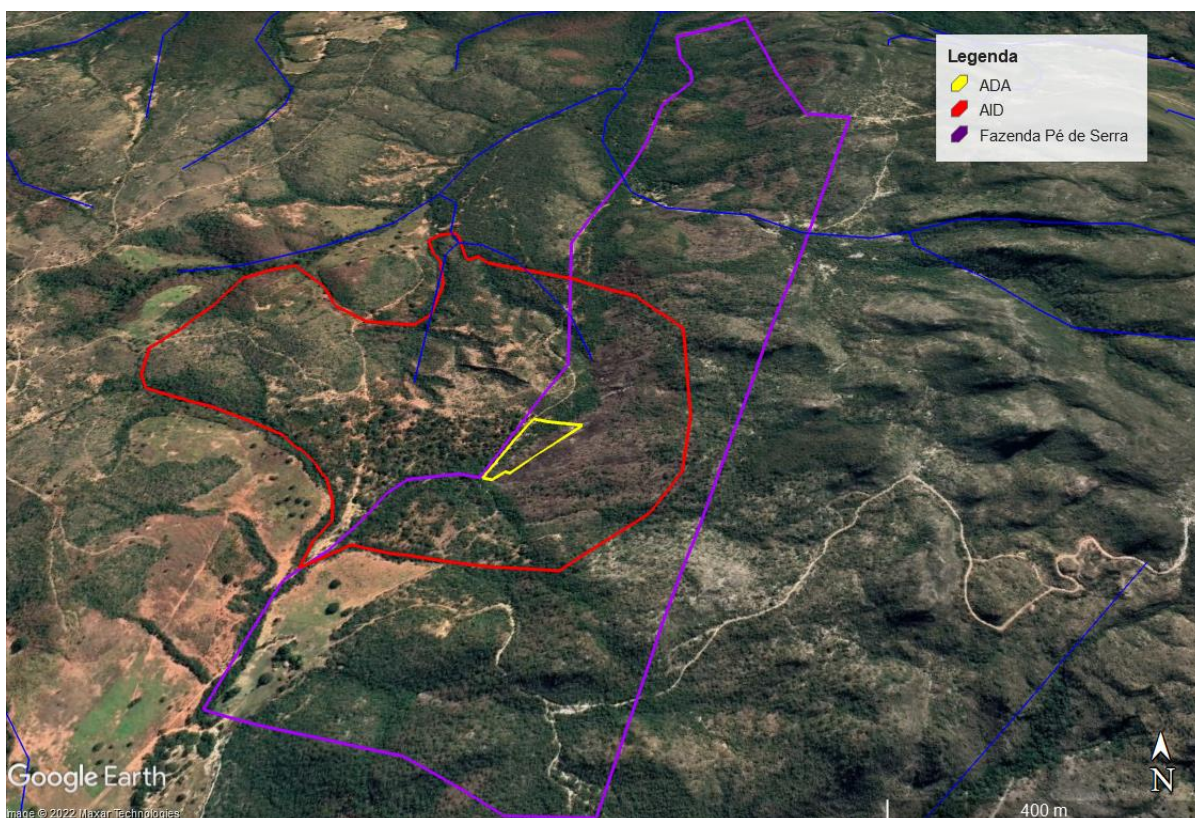 Legenda
ADA
AID
Fazenda Pé de Serra
Google Earth
Image © 2022 Maxar Technologies
N
400 m